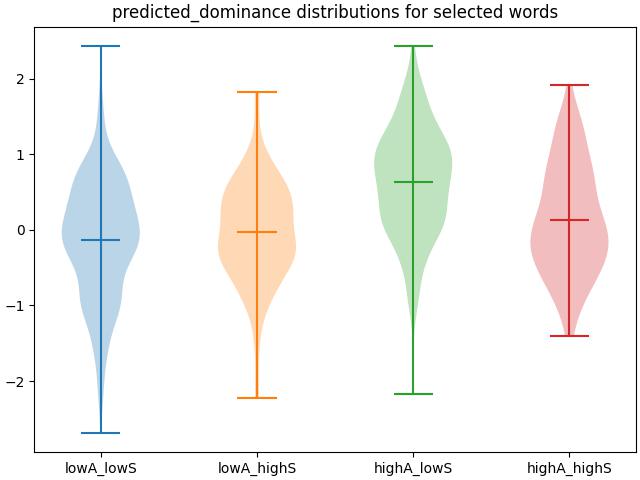 predicted_dominance distributions for selected words
2
1
0
−1
−2
lowA_lowS
lowA_highS
highA_lowS
highA_highS